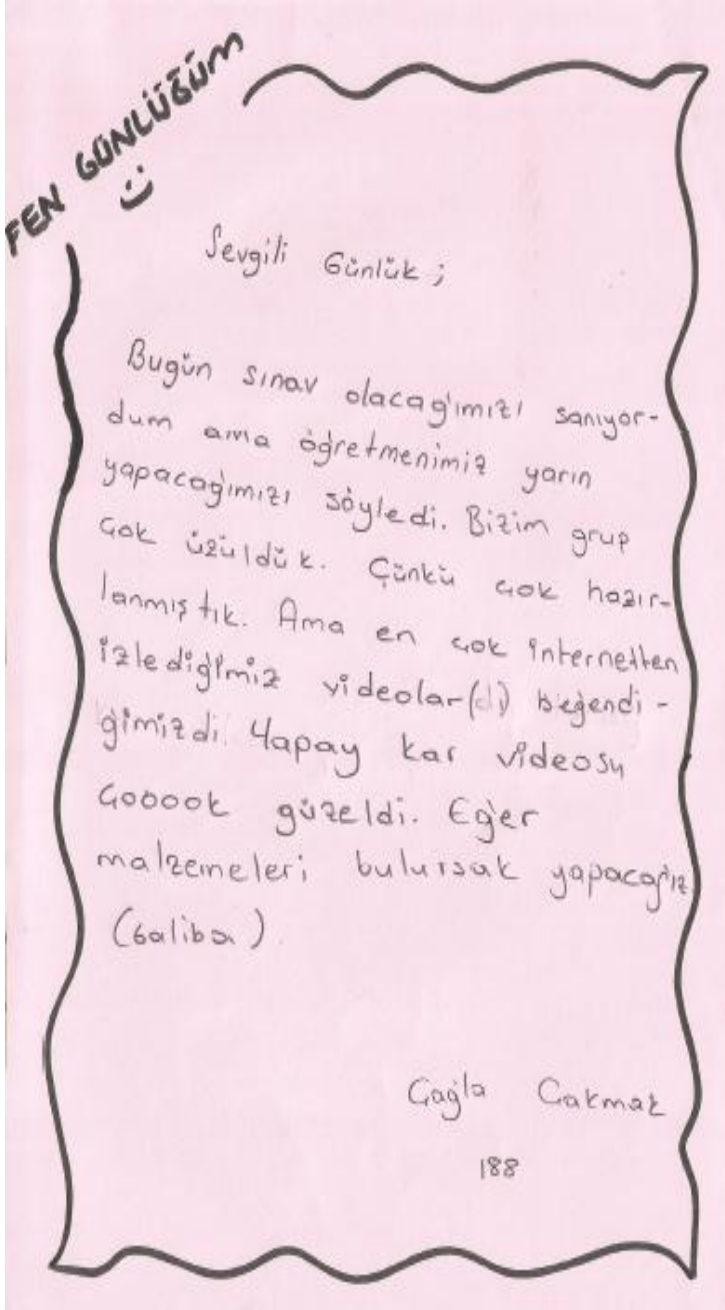 FEN GÜNLÜĞÜM
Sevgili Günlük;
Bugün sınav olacağımızı sanıyor-
dum ama öğretmenimiz yarın
yapacağımızı söyledi. Bizim grup
çok üzüldük. Çünkü çok hazır-
lanmıştık. Ama en çok internetten
izlediğimiz videolar(dı) beğendi-
ğimizdi. Yapay kar videosu
çooook güzeldi. Eğer
malzemeleri bulursak yapacağız
(Galiba).
Çağla Çakmak
188